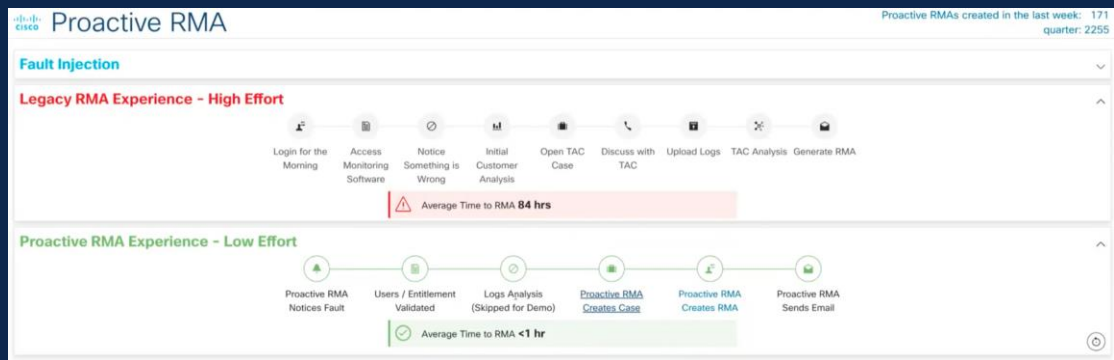 cisco Proactive RMA
Proactive RMAs created in the last week: 171
quarter: 2255
Fault Injection
Legacy RMA Experience - High Effort
Login for the
Morning
Access
Monitoring
Software
Notice
Something is
Wrong
Initial
Customer
Analysis
Open TAC
Case
Discuss with
TAC
Upload Logs
TAC Analysis
Generate RMA
Average Time to RMA 84 hrs
Proactive RMA Experience - Low Effort
Proactive RMA
Notices Fault
Users / Entitlement
Validated
Logs Analysis
(Skipped for Demo)
Proactive RMA
Creates Case
Proactive RMA
Creates RMA
Proactive RMA
Sends Email
Average Time to RMA <1 hr